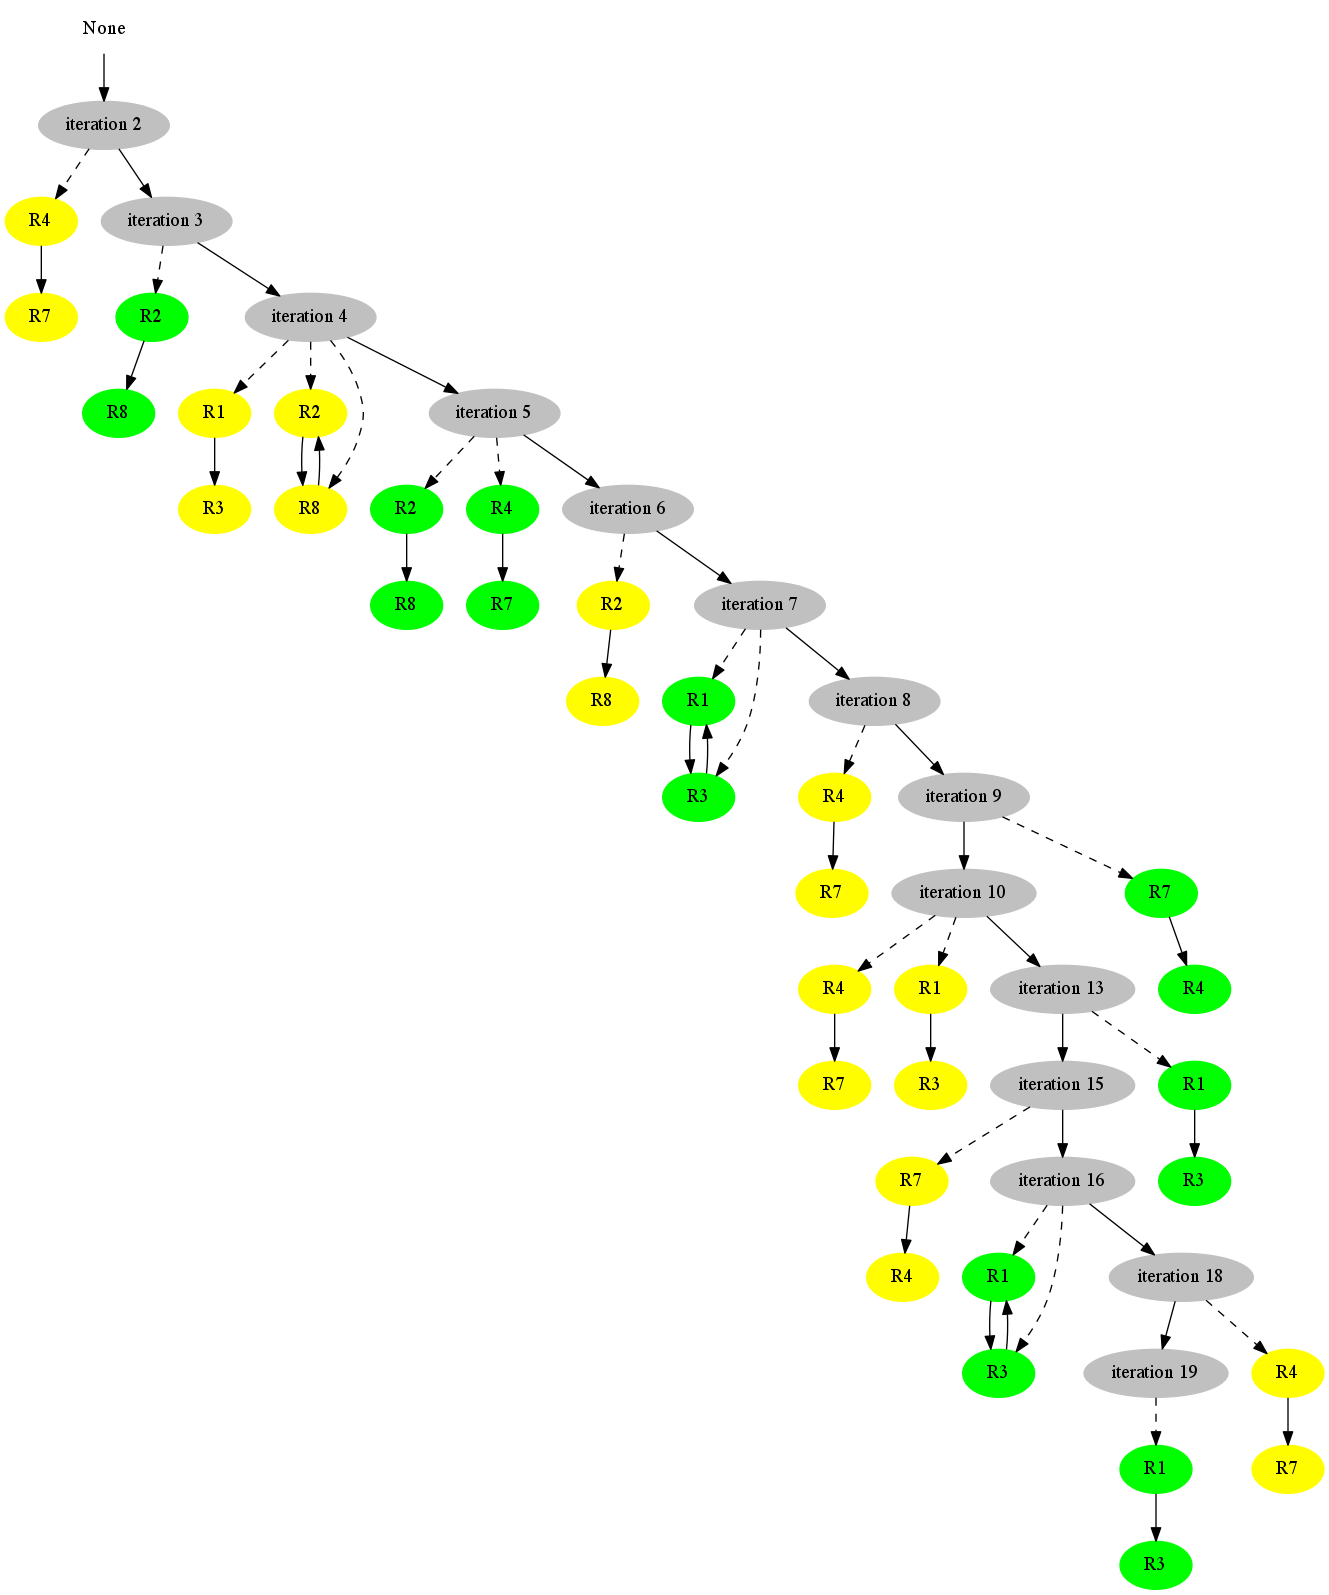 None
iteration 2
R4
iteration 3
R7
R2
iteration 4
R8
R1
R2
iteration 5
R3
R8
R2
R4
iteration 6
R8
R7
R2
iteration 7
R8
R1
iteration 8
R3
R4
iteration 9
R7
iteration 10
R7
R4
R1
iteration 13
R4
R7
R3
iteration 15
R1
R7
iteration 16
R3
R4
R1
iteration 18
R3
iteration 19
R4
R1
R7
R3